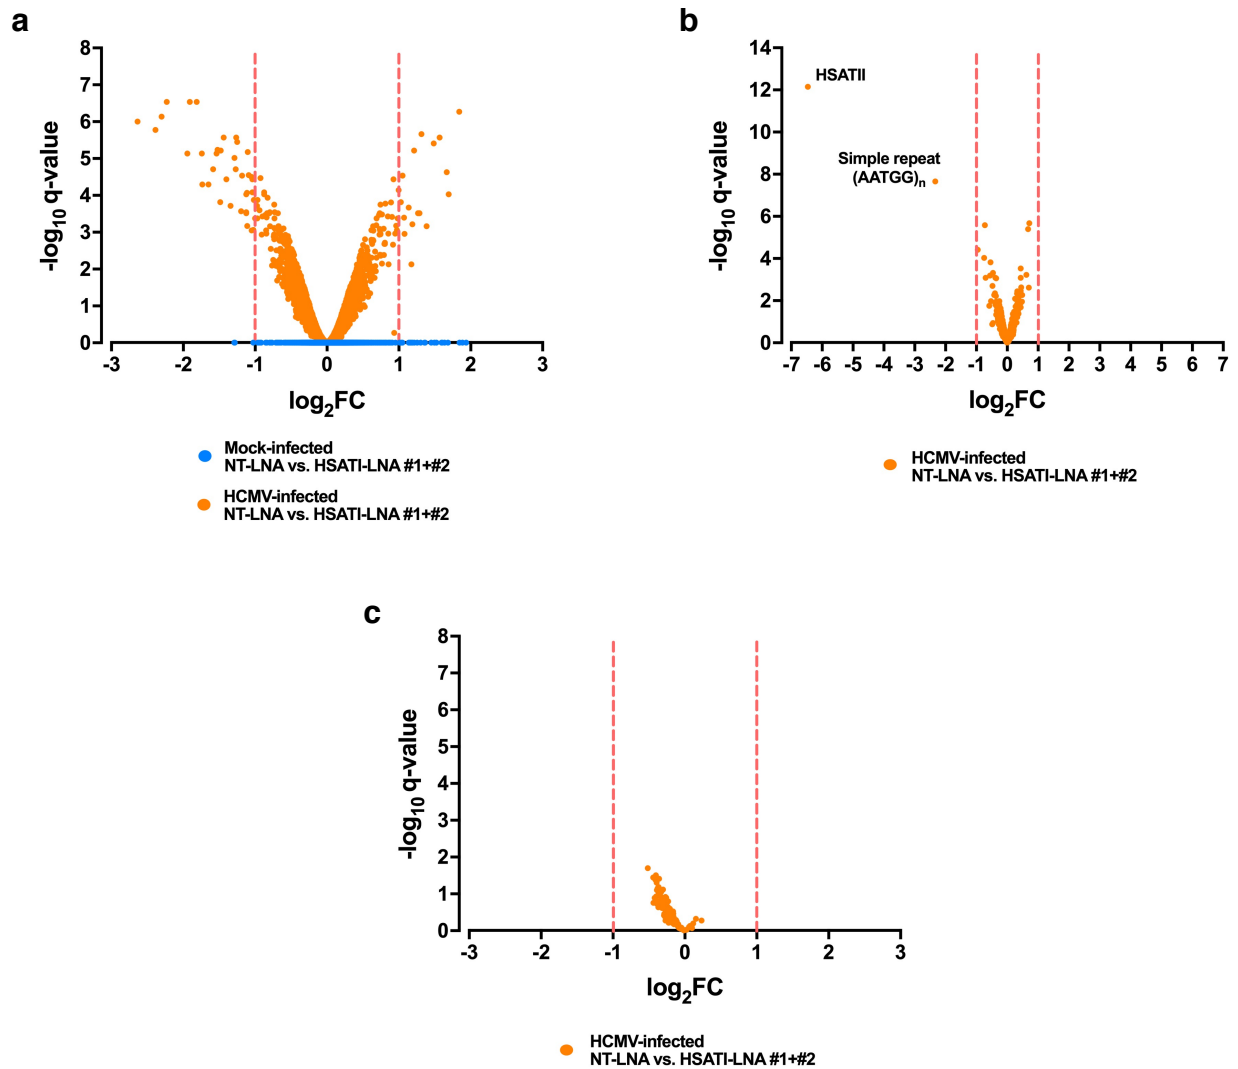 a
8
7
6
5
4
3
2
1
0
-log10 q-value
-3 -2 -1 0 1 2 3
log2FC
Mock-infected
NT-LNA vs. HSATI-LNA #1+#2
HCMV-infected
NT-LNA vs. HSATI-LNA #1+#2
b
14
12
10
8
6
4
2
0
-log10 q-value
HSATII
Simple repeat
(AATGG)n
-7 -6 -5 -4 -3 -2 -1 0 1 2 3 4 5 6 7
log2FC
HCMV-infected
NT-LNA vs. HSATI-LNA #1+#2
c
8
7
6
5
4
3
2
1
0
-log10 q-value
-3 -2 -1 0 1 2 3
log2FC
HCMV-infected
NT-LNA vs. HSATI-LNA #1+#2